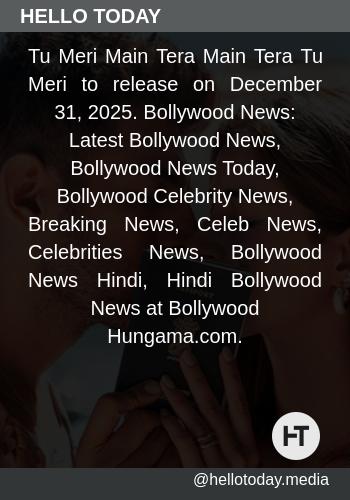 HELLO TODAY
Tu Meri Main Tera Main Tera Tu
Meri to release on December
31, 2025. Bollywood News:
Latest Bollywood News,
Bollywood News Today,
Bollywood Celebrity News,
Breaking News, Celeb News,
Celebrities News, Bollywood
News Hindi, Hindi Bollywood
News at Bollywood
Hungama.com.
HT
@hellotoday.media